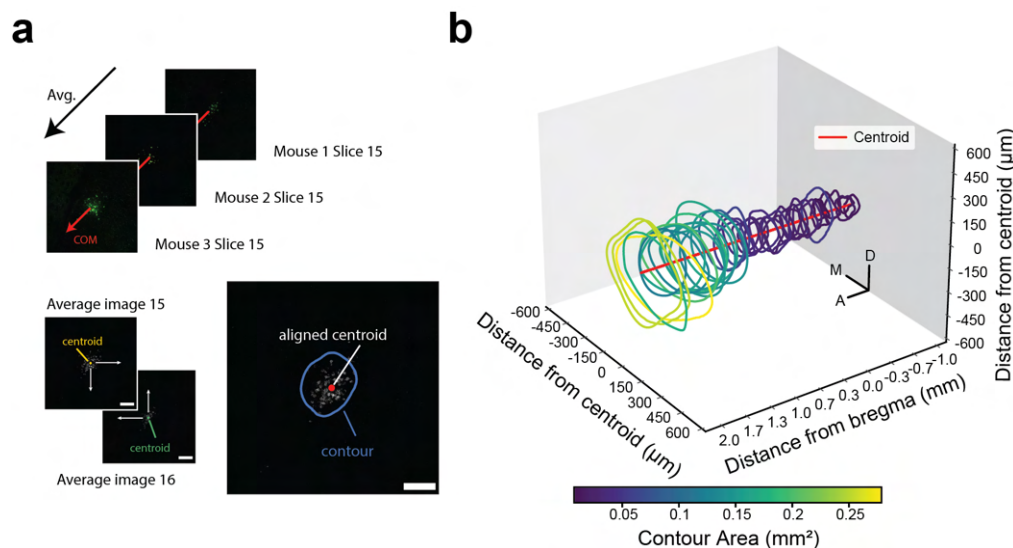 a
Avg.
Mouse 1 Slice 15
Mouse 2 Slice 15
COM
Mouse 3 Slice 15
Average image 15
centroid
centroid
Average image 16
aligned centroid
contour
b
Centroid
600
450
300
150
0
-150
-300
-450
-600
Distance from centroid (µm)
D
M
A
-600
-450
-300
-150
0
150
300
450
600
Distance from centroid (µm)
2.0
1.7
1.3
1.0
0.7
0.3
0.0
-0.3
-0.7
-1.0
Distance from bregma (mm)
0.05 0.1 0.15 0.2 0.25
Contour Area (mm²)